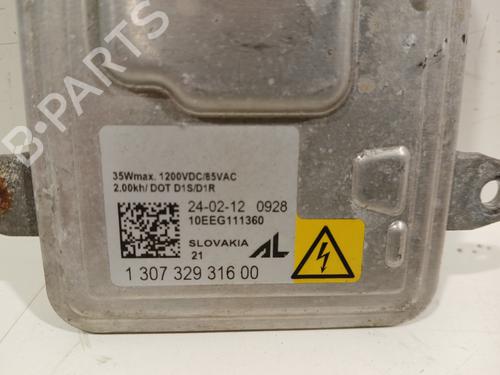 B-PARTS
35Wmax. 1200VDC/85VAC
2.00kh/ DOT D1S/D1R
24-02-12 0928
10EEG111360
SLOVAKIA AL
21
1 307 329 316 00